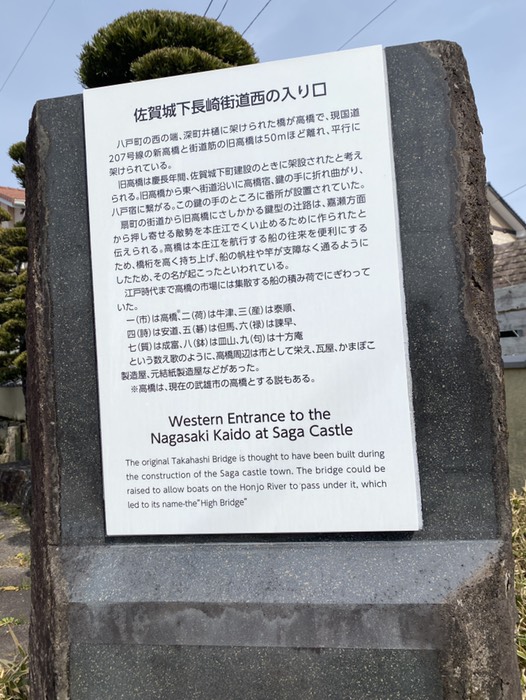 佐賀城下長崎街道西の入り口
八戸町の西の端、深町井樋に架けられた橋が高橋で、現国道
207号線の新高橋と街道筋の旧高橋は50mほど離れ、平行に
架けられている。
旧高橋は慶長年間、佐賀城下町建設のときに架設されたと考え
られる。旧高橋から東へ街道沿いに高橋宿、鍵の手に折れ曲がり、
八戸宿に繋がる。この鍵の手のところに番所が設置されていた。
扇町の街道から旧高橋にさしかかる鍵型の辻路は、嘉瀬方面
から押し寄せる敵勢を本庄江でくい止めるために作られたと
伝えられる。高橋は本庄江を航行する船の往来を便利にする
ため、橋桁を高く持ち上げ、船の帆柱や竿が支障なく通るように
したため、その名が起こったといわれている。
江戸時代まで高橋の市場には集散する船の積み荷でにぎわって
いた。
一(市)は高橋※二(荷)は牛津、三(産)は泰順、
四(詩)は安道、五(碁)は但馬、六(禄)は諫早、
七(質)は成富、八(鉢)は皿山、九(句)は十方庵
という数え歌のように、高橋周辺は市として栄え、瓦屋、かまぼこ
製造屋、元結紙製造屋などがあった。
※高橋は、現在の武雄市の高橋とする説もある。
Western Entrance to the
Nagasaki Kaido at Saga Castle
The original Takahashi Bridge is thought to have been built during
the construction of the Saga castle town. The bridge could be
raised to allow boats on the Honjo River to pass under it, which
led to its name-the"High Bridge"